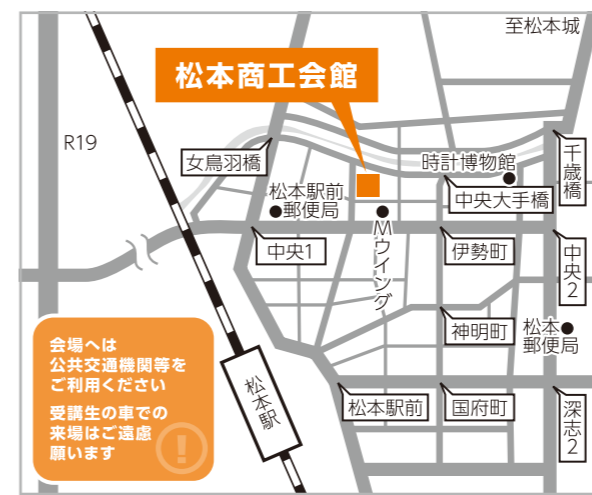 至松本城
松本商工会館
R19
女鳥羽橋
時計博物館
千歳橋
松本駅前
郵便局
中央大手橋
Mウイング
中央1
伊勢町
中央2
神明町
松本
郵便局
会場へは
公共交通機関等を
ご利用ください
受講生の車での
来場はご遠慮
願います
!
松本駅
松本駅前
国府町
深志2